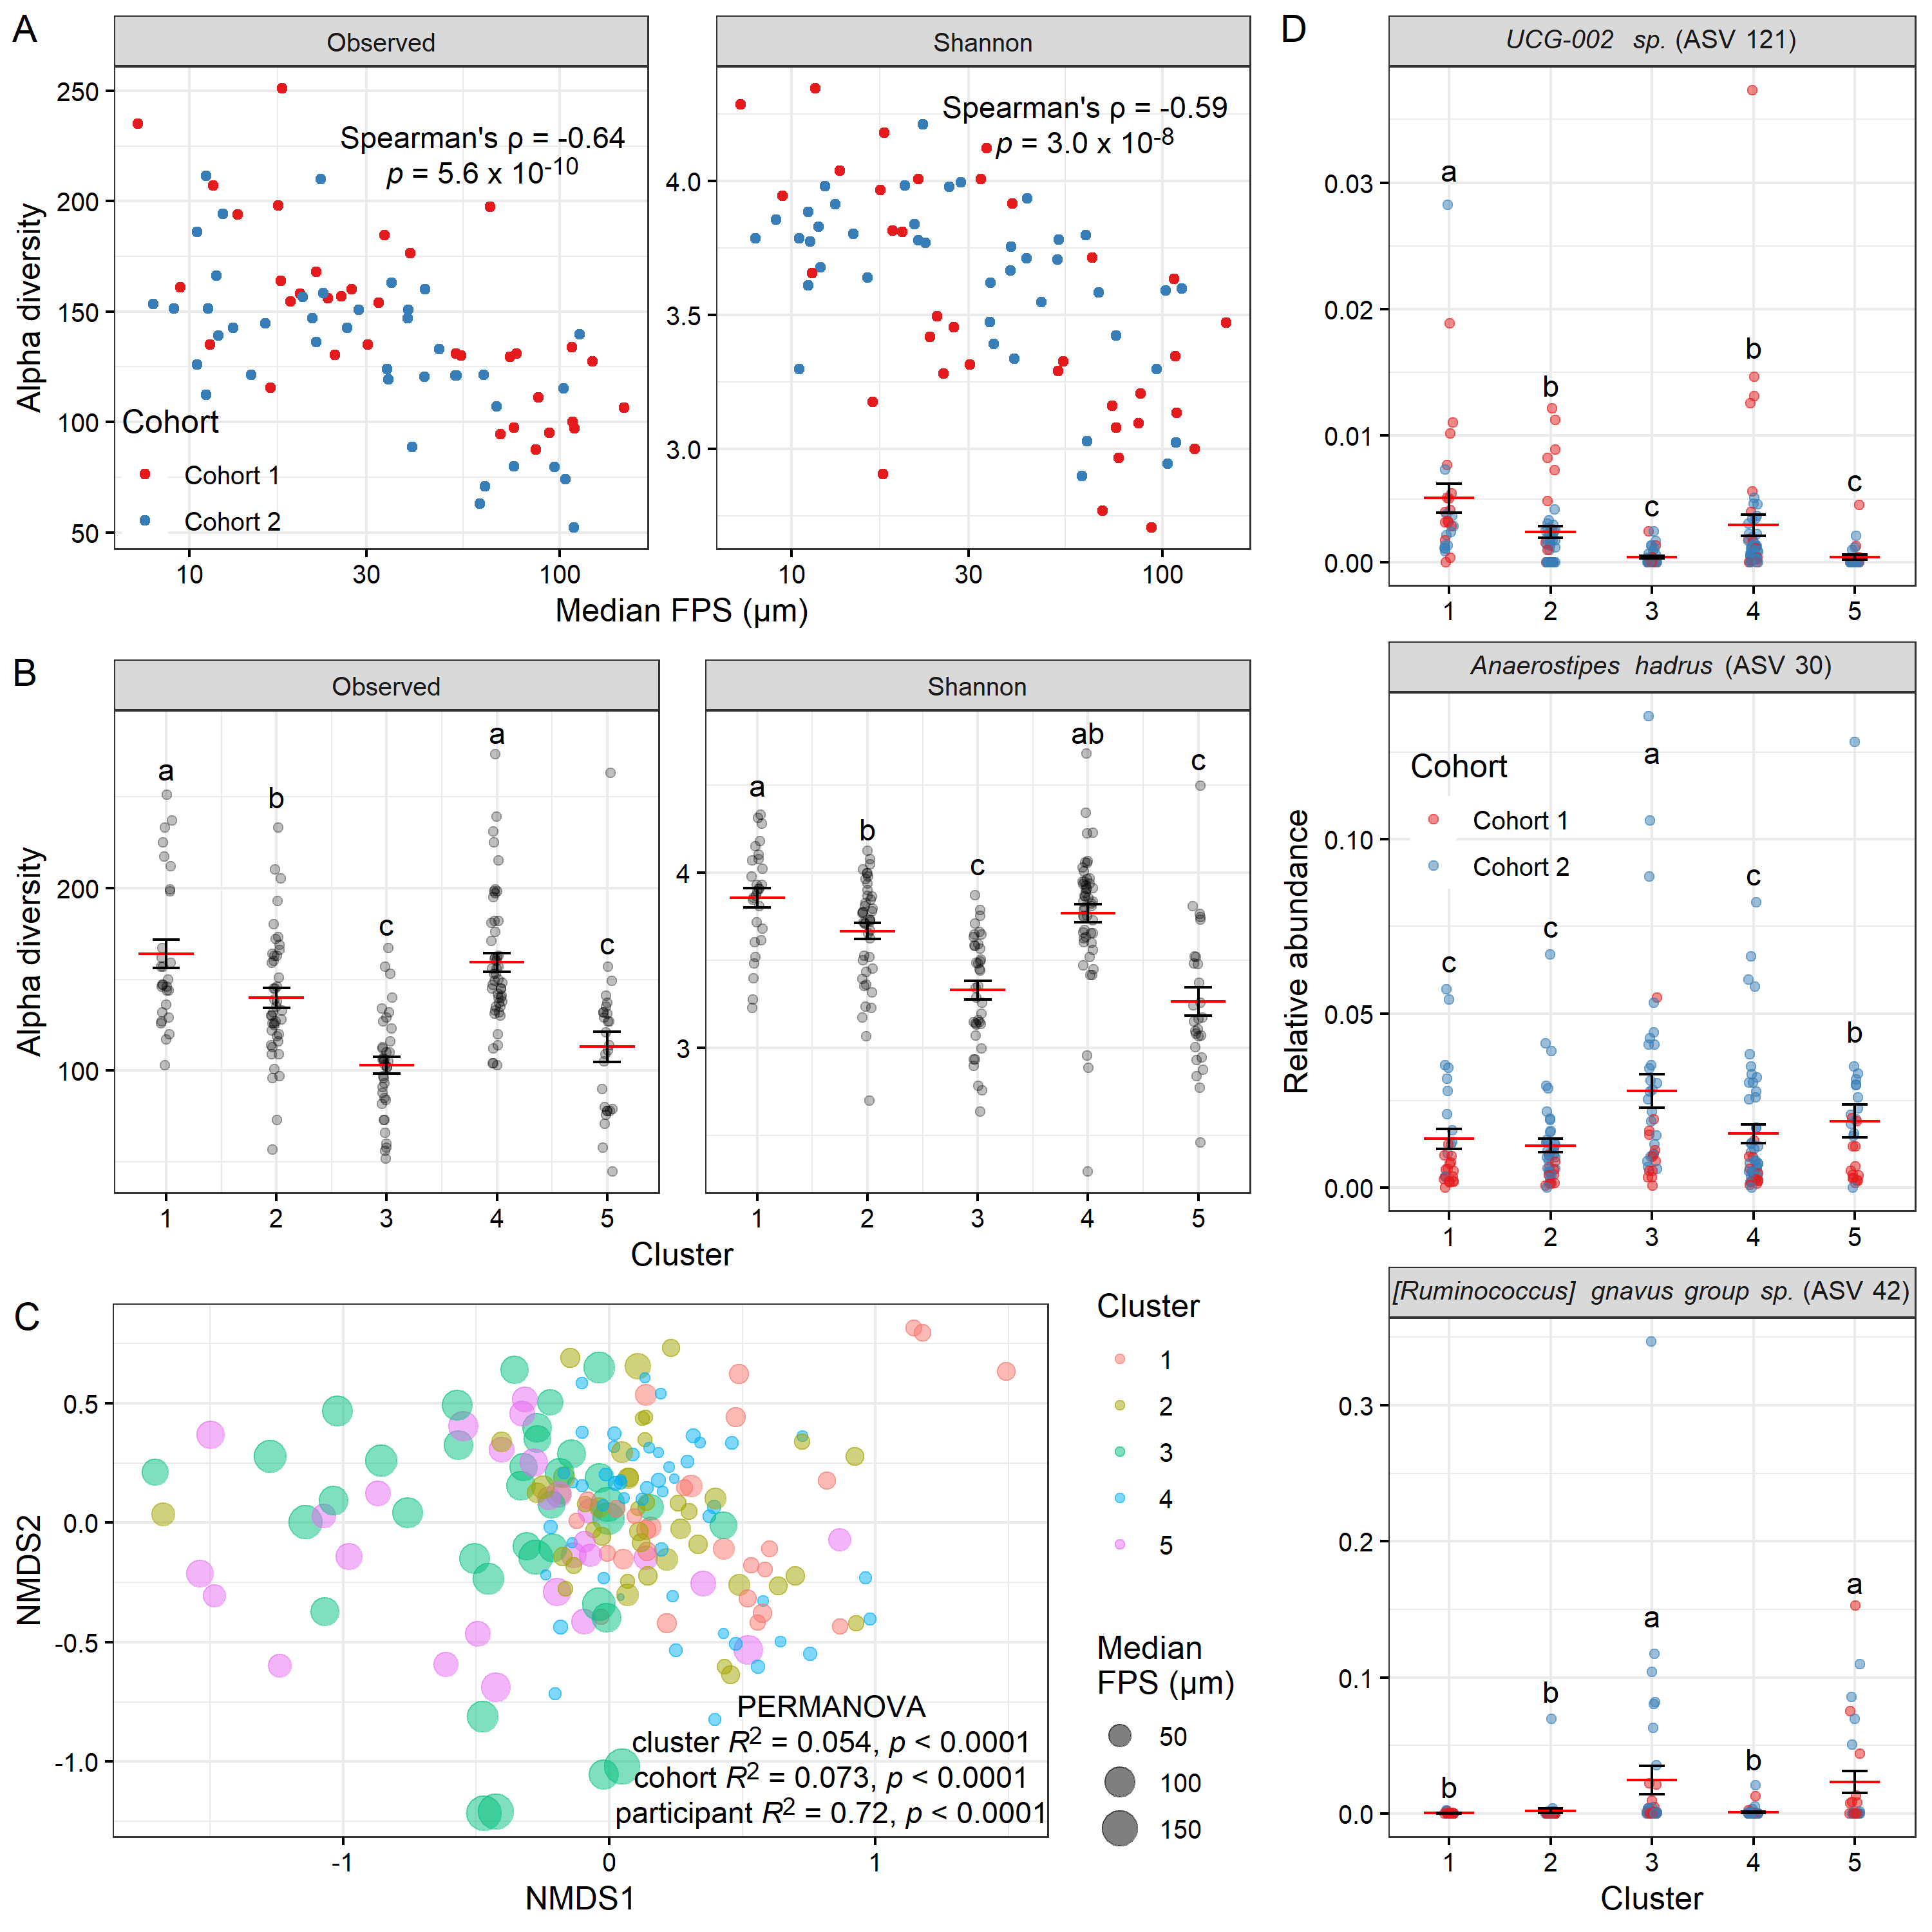 A
Observed
Shannon
Alpha diversity
250
200
150
100
50
Spearman's ρ = -0.64
p = 5.6 x 10-10
Cohort
Cohort 1
Cohort 2
10
30
100
4.0
3.5
3.0
Spearman's ρ = -0.59
p = 3.0 x 10-8
10
30
100
Median FPS (µm)
B
Observed
Shannon
Alpha diversity
200
100
a
b
c
a
c
1
2
3
4
5
4
3
a
b
c
ab
c
1
2
3
4
5
Cluster
C
NMDS2
0.5
0.0
-0.5
-1.0
PERMANOVA
cluster R2 = 0.054, p < 0.0001
cohort R2 = 0.073, p < 0.0001
participant R2 = 0.72, p < 0.0001
-1
0
1
NMDS1
Cluster
1
2
3
4
5
Median
FPS (µm)
50
100
150
D
UCG-002 sp. (ASV 121)
0.03
0.02
0.01
0.00
a
b
c
b
c
1
2
3
4
5
Anaerostipes hadrus (ASV 30)
Relative abundance
0.10
0.05
0.00
Cohort
Cohort 1
Cohort 2
c
c
a
c
b
1
2
3
4
5
[Ruminococcus] gnavus group sp. (ASV 42)
0.3
0.2
0.1
0.0
b
b
a
b
a
1
2
3
4
5
Cluster